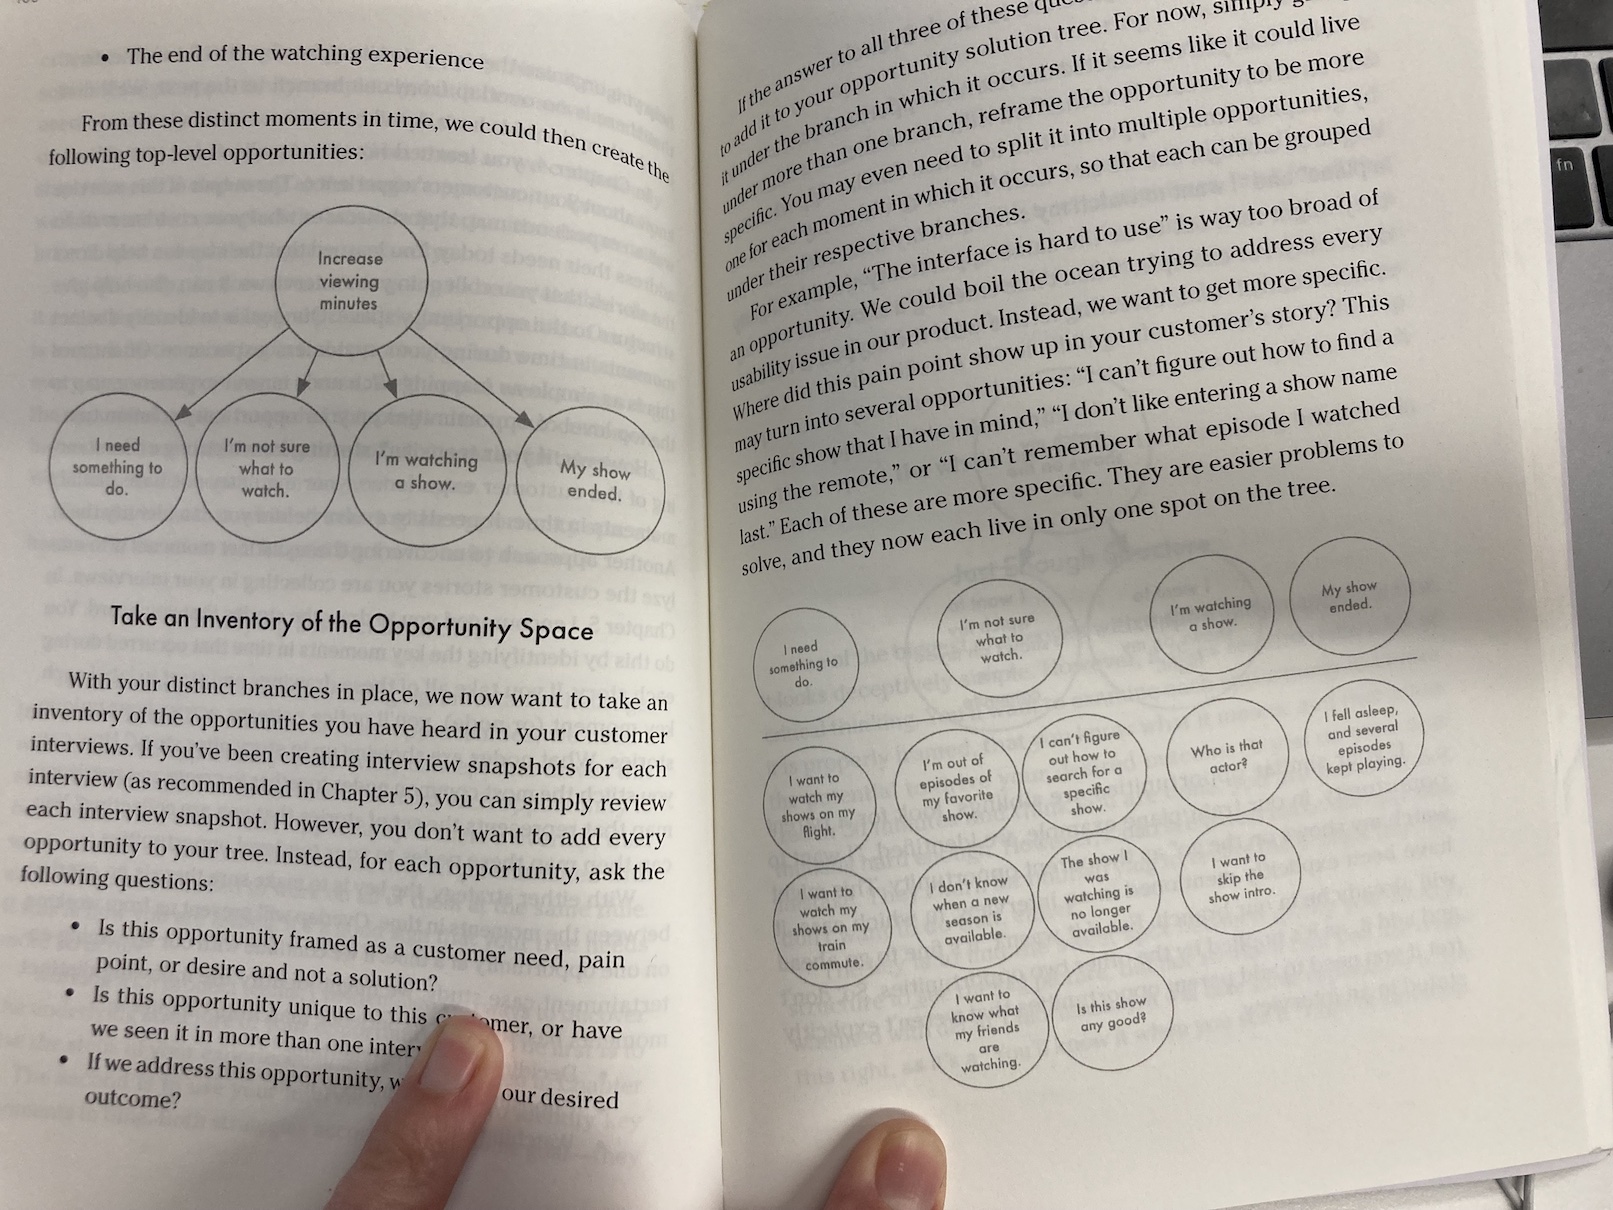 • The end of the watching experience
From these distinct moments in time, we could then create the
following top-level opportunities:
Increase
viewing
minutes
I need
something to
do.
I'm not sure
what to
watch.
I'm watching
a show.
My show
ended.
Take an Inventory of the Opportunity Space
With your distinct branches in place, we now want to take an
inventory of the opportunities you have heard in your customer
interviews. If you've been creating interview snapshots for each
interview (as recommended in Chapter 5), you can simply review
each interview snapshot. However, you don't want to add every
opportunity to your tree. Instead, for each opportunity, ask the
following questions:
• Is this opportunity framed as a customer need, pain
point, or desire and not a solution?
• Is this opportunity unique to this omer, or have
we seen it in more than one
• If we address this opportunity, our desired
outcome?
If the answer to all three of these
to add it to your opportunity solution tree. For now, simply
it under the branch in which it occurs. If it seems like it could live
under more than one branch, reframe the opportunity to be more
specific. You may even need to split it into multiple opportunities,
one for each moment in which it occurs, so that each can be grouped
under their respective branches.
For example, “The interface is hard to use” is way too broad of
an opportunity. We could boil the ocean trying to address every
usability issue in our product. Instead, we want to get more specific.
Where did this pain point show up in your customer's story? This
may turn into several opportunities: “I can't figure out how to find a
specific show that I have in mind,” “I don't like entering a show name
using the remote,” or “I can't remember what episode I watched
last.” Each of these are more specific. They are easier problems to
solve, and they now each live in only one spot on the tree.
I need
something to
do.
I'm not sure
what to
watch.
I'm watching
a show.
My show
ended.
I want to
watch my
shows on my
flight.
I'm out of
episodes of
my favorite
show.
I can't figure
out how to
search for a
specific
show.
Who is that
actor?
I fell asleep,
and several
episodes
kept playing.
I want to
watch my
shows on my
train
commute.
I don't know
when a new
season is
available.
The show I
was
watching is
no longer
available.
I want to
skip the
show intro.
I want to
know what
my friends
are
watching.
Is this show
any good?
fn